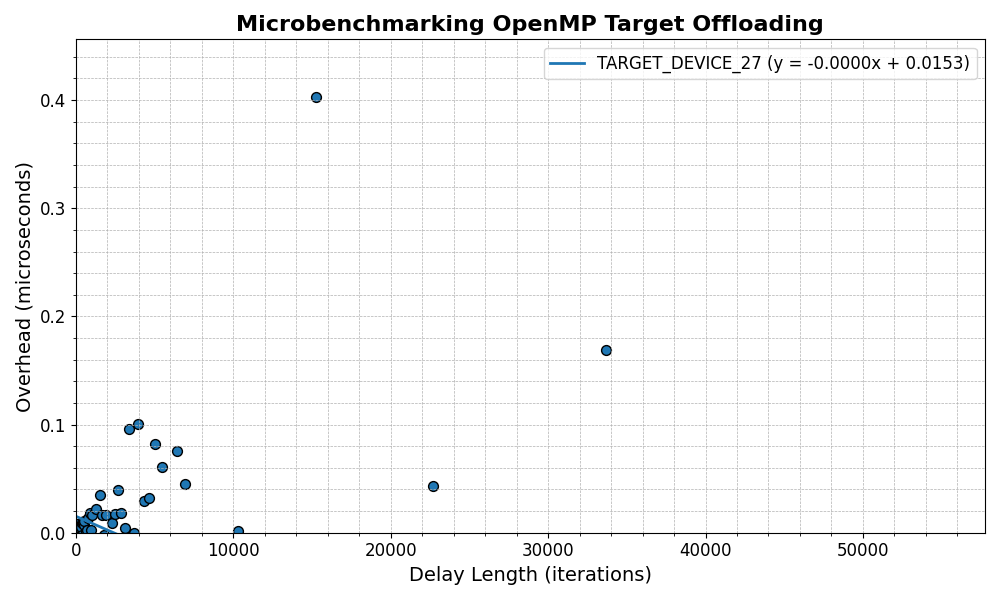 Microbenchmarking OpenMP Target Offloading
TARGET_DEVICE_27 (y = -0.0000x + 0.0153)
Overhead (microseconds)
0.4
0.3
0.2
0.1
0.0
0 10000 20000 30000 40000 50000
Delay Length (iterations)